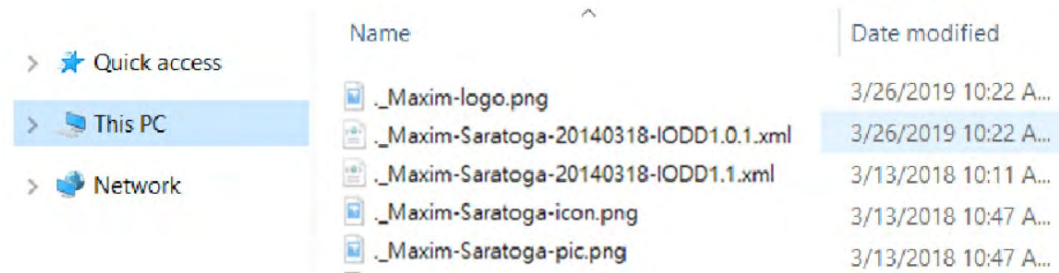 Name Date modified
Quick access
._Maxim-logo.png 3/26/2019 10:22 A...
This PC
._Maxim-Saratoga-20140318-IODD1.0.1.xml 3/26/2019 10:22 A...
._Maxim-Saratoga-20140318-IODD1.1.xml 3/13/2018 10:11 A...
Network
._Maxim-Saratoga-icon.png 3/13/2018 10:47 A...
._Maxim-Saratoga-pic.png 3/13/2018 10:47 A...